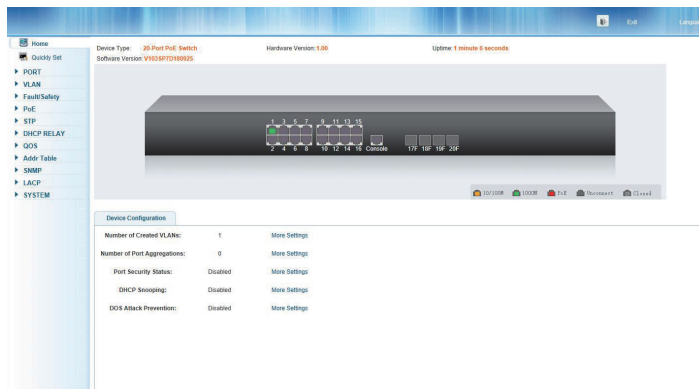 Exit
Langua
Home
Quickly Set
PORT
VLAN
Fault/Safety
PoE
STP
DHCP RELAY
QOS
Addr Table
SNMP
LACP
SYSTEM
Device Type: 20-Port PoE Switch Hardware Version:1.00 Uptime: 1 minute 6 seconds
Software Version:V103SP7D180925
1 3 5 7 9 11 13 15
2 4 6 8 10 12 14 16 Console 17F 18F 19F 20F
10/100M 1000M PoE Unconnect Closed
Device Configuration
Number of Created VLANs: 1 More Settings
Number of Port Aggregations: 0 More Settings
Port Security Status: Disabled More Settings
DHCP Snooping: Disabled More Settings
DOS Attack Prevention: Disabled More Settings